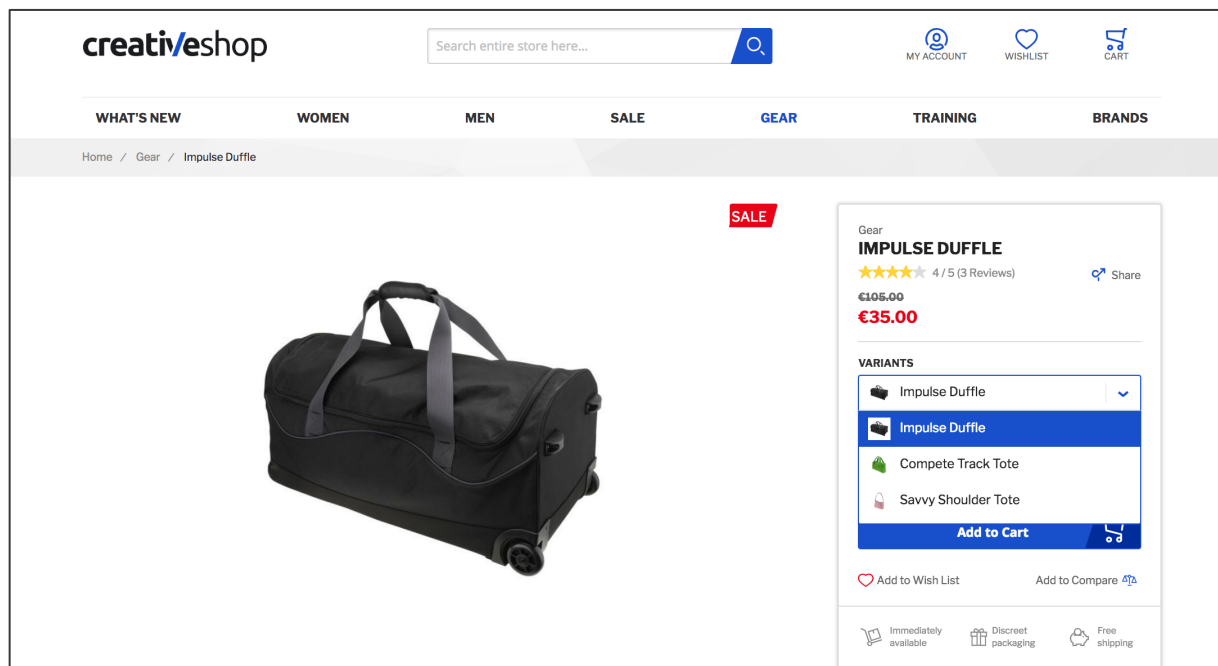 creativeshop
Search entire store here...
MY ACCOUNT
WISHLIST
CART
WHAT'S NEW
WOMEN
MEN
SALE
GEAR
TRAINING
BRANDS
Home / Gear / Impulse Duffle
SALE
Gear
IMPULSE DUFFLE
4 / 5 (3 Reviews)
Share
€105.00
€35.00
VARIANTS
Impulse Duffle
Impulse Duffle
Compete Track Tote
Savvy Shoulder Tote
Add to Cart
Add to Wish List
Add to Compare
Immediately
available
Discreet
packaging
Free
shipping